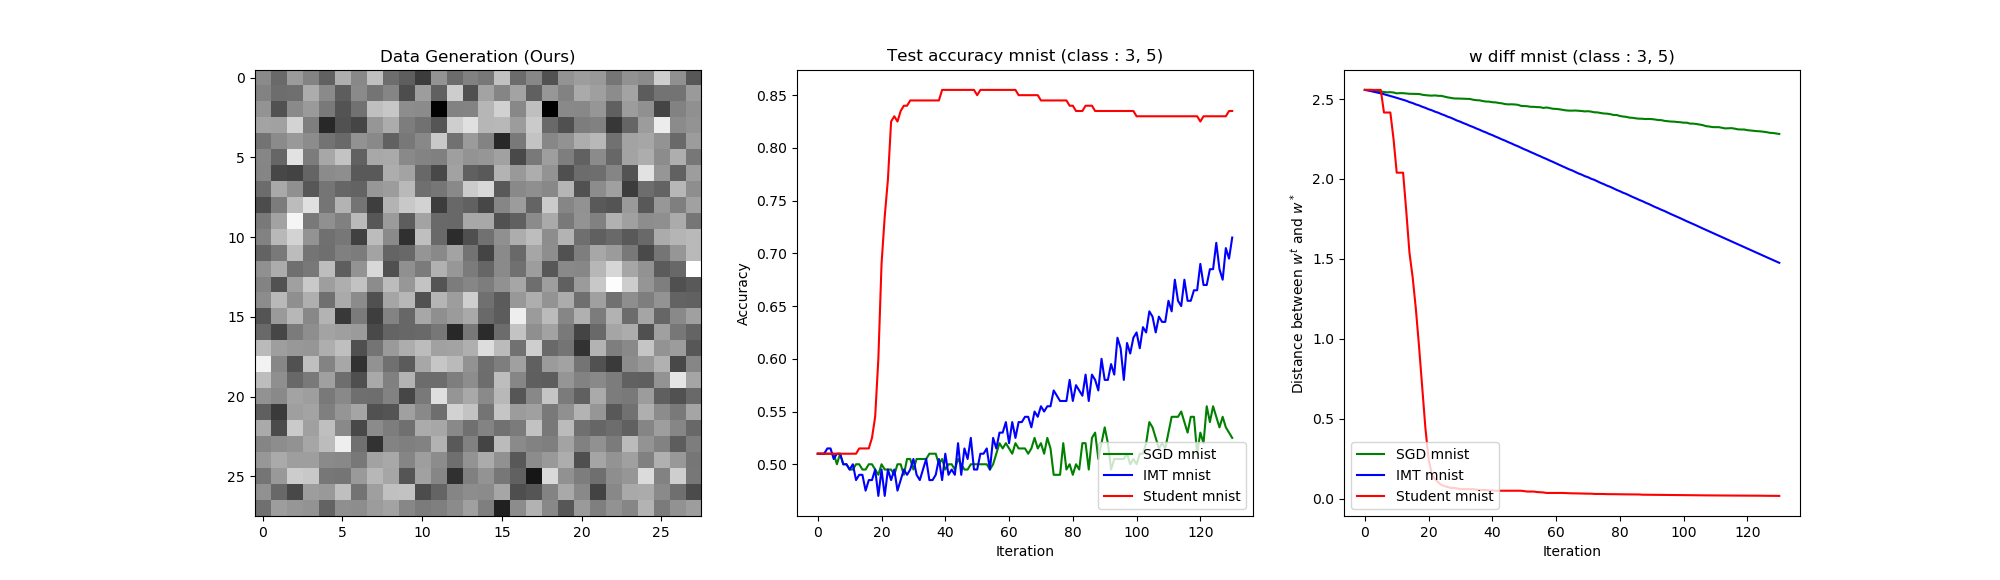 Data Generation (Ours)
0
5
10
15
20
25
0 5 10 15 20 25
Test accuracy mnist (class : 3, 5)
Accuracy
0.85
0.80
0.75
0.70
0.65
0.60
0.55
0.50
SGD mnist
IMT mnist
Student mnist
0 20 40 60 80 100 120
Iteration
w diff mnist (class : 3, 5)
Distance between w^t and w^*
2.5
2.0
1.5
1.0
0.5
0.0
SGD mnist
IMT mnist
Student mnist
0 20 40 60 80 100 120
Iteration